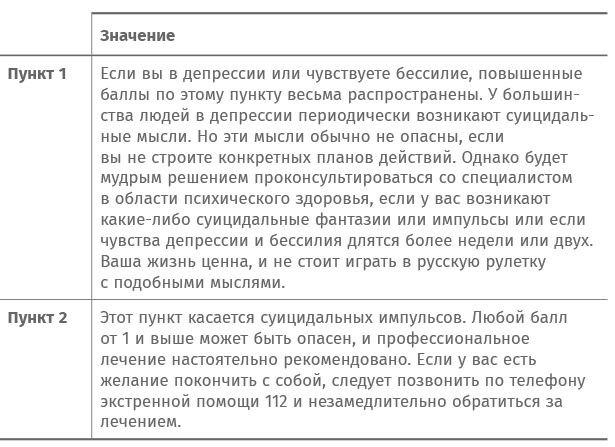 Значение
Пункт 1 Если вы в депрессии или чувствуете бессилие, повышенные
баллы по этому пункту весьма распространены. У большин-
ства людей в депрессии периодически возникают суицидаль-
ные мысли. Но эти мысли обычно не опасны, если
вы не строите конкретных планов действий. Однако будет
мудрым решением проконсультироваться со специалистом
в области психического здоровья, если у вас возникают
какие-либо суицидальные фантазии или импульсы или если
чувства депрессии и бессилия длятся более недели или двух.
Ваша жизнь ценна, и не стоит играть в русскую рулетку
с подобными мыслями.
Пункт 2 Этот пункт касается суицидальных импульсов. Любой балл
от 1 и выше может быть опасен, и профессиональное
лечение настоятельно рекомендовано. Если у вас есть
желание покончить с собой, следует позвонить по телефону
экстренной помощи 112 и незамедлительно обратиться за
лечением.